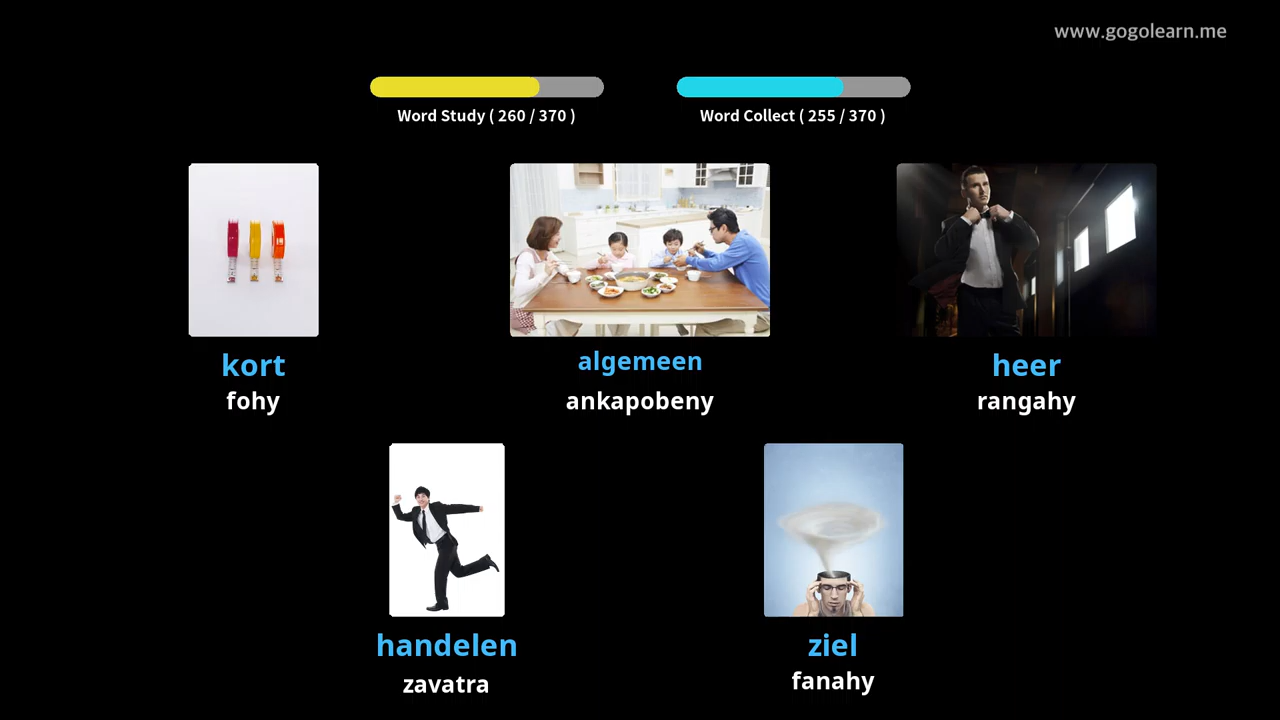 www.gogolearn.me
Word Study ( 260 / 370 )
Word Collect ( 255 / 370 )
kort
fohy
algemeen
ankapobeny
heer
rangahy
handelen
zavatra
ziel
fanahy